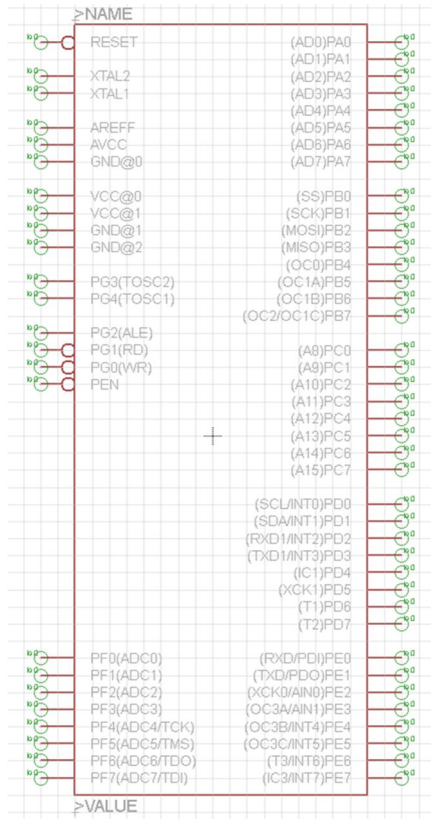 >NAME
RESET (AD0)PA0
(AD1)PA1
XTAL2 (AD2)PA2
XTAL1 (AD3)PA3
(AD4)PA4
AREFF (AD5)PA5
AVCC (AD6)PA6
GND@0 (AD7)PA7
VCC@0 (SS)PB0
VCC@1 (SCK)PB1
GND@1 (MOSI)PB2
GND@2 (MISO)PB3
(OC0)PB4
PG3(TOSC2) (OC1A)PB5
PG4(TOSC1) (OC1B)PB6
(OC2/OC1C)PB7
PG2(ALE)
PG1(RD) (A8)PC0
PG0(WR) (A9)PC1
PEN (A10)PC2
(A11)PC3
(A12)PC4
(A13)PC5
(A14)PC6
(A15)PC7
(SCL/INT0)PD0
(SDA/INT1)PD1
(RXD1/INT2)PD2
(TXD1/INT3)PD3
(IC1)PD4
(XCK1)PD5
(T1)PD6
(T2)PD7
PF0(ADC0) (RXD/PDI)PE0
PF1(ADC1) (TXD/PDO)PE1
PF2(ADC2) (XCK0/AIN0)PE2
PF3(ADC3) (OC3A/AIN1)PE3
PF4(ADC4/TCK) (OC3B/INT4)PE4
PF5(ADC5/TMS) (OC3C/INT5)PE5
PF6(ADC6/TDO) (T3/INT6)PE6
PF7(ADC7/TDI) (IC3/INT7)PE7
>VALUE